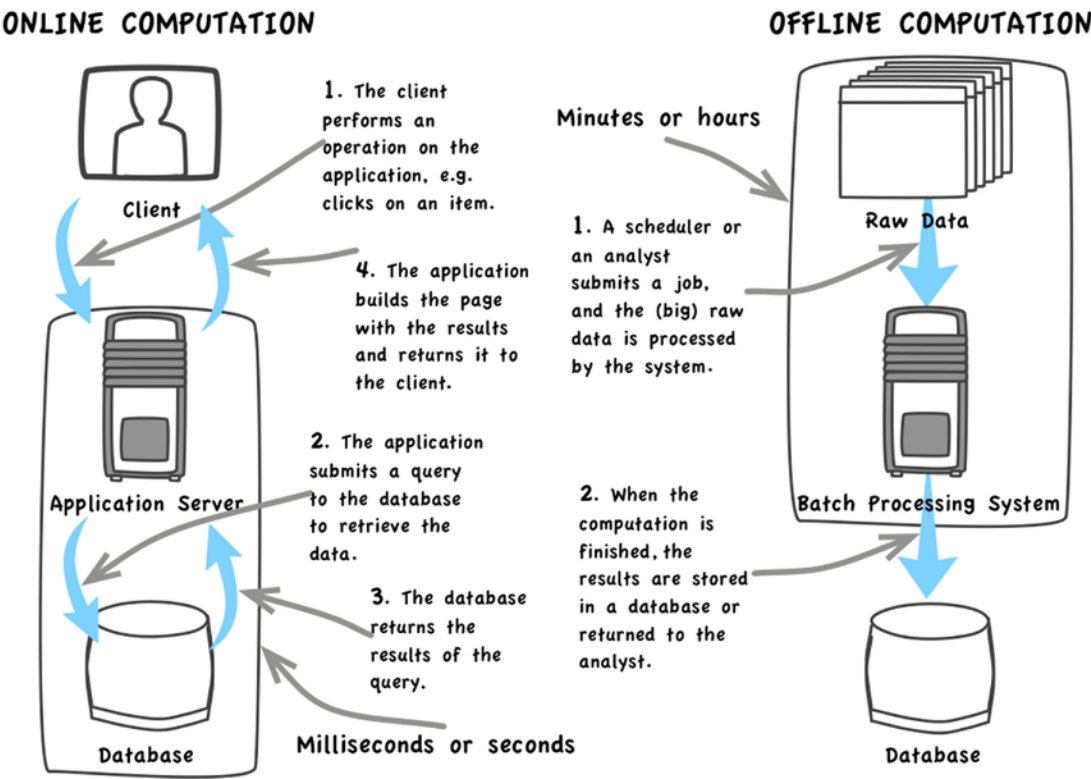 ONLINE COMPUTATION
Client
1. The client
performs an
operation on the
application, e.g.
clicks on an item.
4. The application
builds the page
with the results
and returns it to
the client.
Application Server
2. The application
submits a query
to the database
to retrieve the
data.
3. The database
returns the
results of the
query.
Database
Milliseconds or seconds
OFFLINE COMPUTATION
Minutes or hours
Raw Data
1. A scheduler or
an analyst
submits a job,
and the (big) raw
data is processed
by the system.
Batch Processing System
2. When the
computation is
finished, the
results are stored
in a database or
returned to the
analyst.
Database